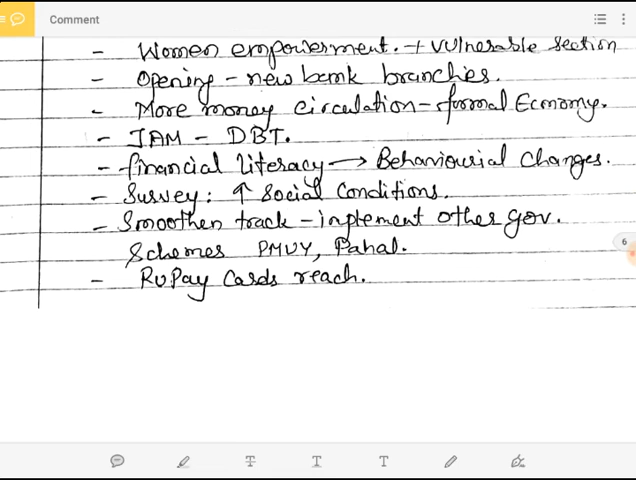 Comment
- Women empowerment. + vulnerable section
- Opening - new bank branches.
- More money circulation - formal Economy.
- JAM - DBT.
- financial literacy → Behaviourial Changes.
- Survey: ↑ Social Conditions.
- Smoothen track - implement other gov.
Schemes PMUY, Pahal.
6
- RuPay Cards reach.
T T T